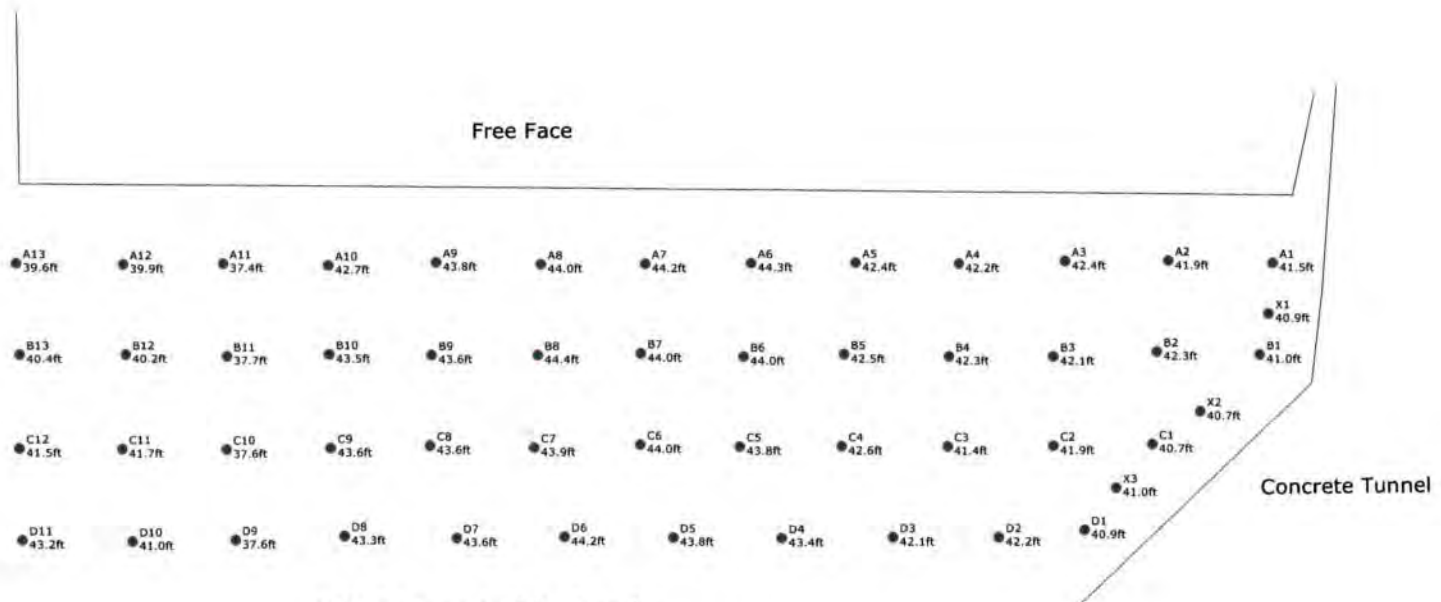 Free Face
A13
39.6ft
A12
39.9ft
A11
37.4ft
A10
42.7ft
A9
43.8ft
A8
44.0ft
A7
44.2ft
A6
44.3ft
A5
42.4ft
A4
42.2ft
A3
42.4ft
A2
41.9ft
A1
41.5ft
X1
40.9ft
B13
40.4ft
B12
40.2ft
B11
37.7ft
B10
43.5ft
B9
43.6ft
B8
44.4ft
B7
44.0ft
B6
44.0ft
B5
42.5ft
B4
42.3ft
B3
42.1ft
B2
42.3ft
B1
41.0ft
X2
40.7ft
C12
41.5ft
C11
41.7ft
C10
37.6ft
C9
43.6ft
C8
43.6ft
C7
43.9ft
C6
44.0ft
C5
43.8ft
C4
42.6ft
C3
41.4ft
C2
41.9ft
C1
40.7ft
X3
41.0ft
Concrete Tunnel
D11
43.2ft
D10
41.0ft
D9
37.6ft
D8
43.3ft
D7
43.6ft
D6
44.2ft
D5
43.8ft
D4
43.4ft
D3
42.1ft
D2
42.2ft
D1
40.9ft